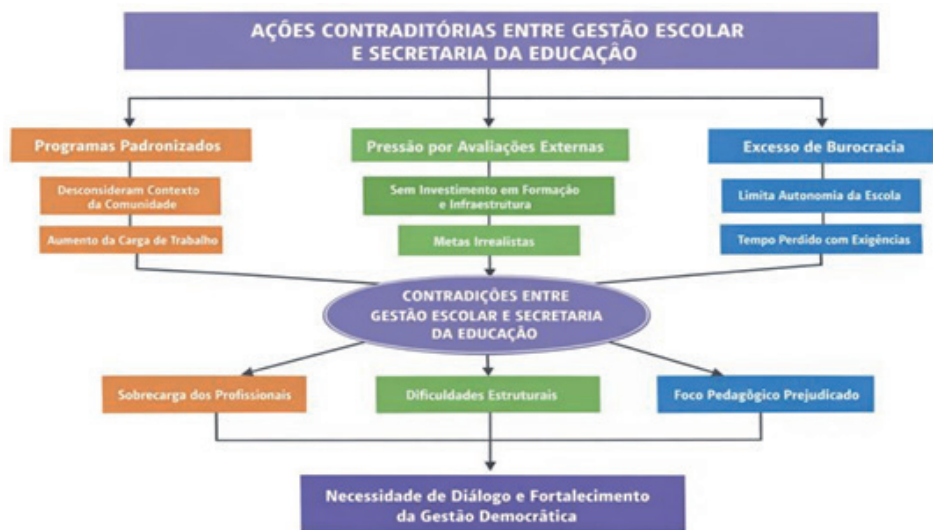 AÇÕES CONTRADITÓRIAS ENTRE GESTÃO ESCOLAR
E SECRETARIA DA EDUCAÇÃO
Programas Padronizados
Pressão por Avaliações Externas
Excesso de Burocracia
Desconsideram Contexto
da Comunidade
Sem Investimento em Formação
e Infraestrutura
Limita Autonomia da Escola
Aumento da Carga de Trabalho
Metas Irrealistas
Tempo Perdido com Exigências
CONTRADIÇÕES ENTRE
GESTÃO ESCOLAR E SECRETARIA
DA EDUCAÇÃO
Sobrecarga dos Profissionais
Dificuldades Estruturais
Foco Pedagôgico Prejudicado
Necessidade de Diálogo e Fortalecimento
da Gestão Democrâtica